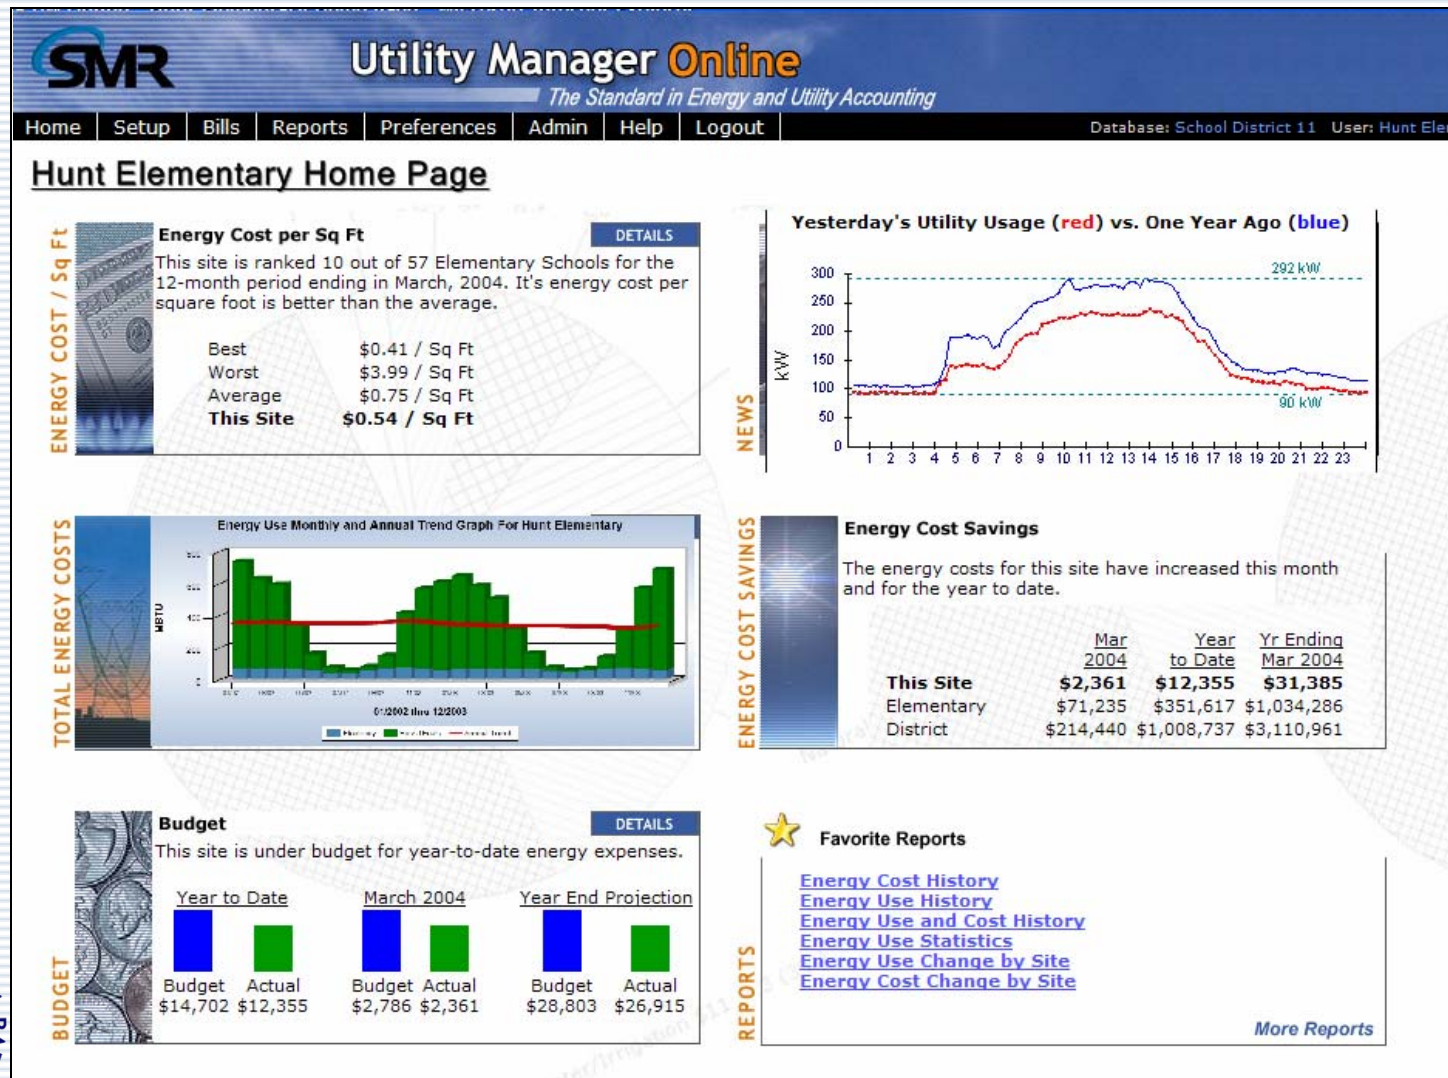 SMR
Utility Manager Online
The Standard in Energy and Utility Accounting
Home Setup Bills Reports Preferences Admin Help Logout Database: School District 11 User: Hunt Ele
Hunt Elementary Home Page
ENERGY COST / Sq Ft
Energy Cost per Sq Ft
DETAILS
This site is ranked 10 out of 57 Elementary Schools for the
12-month period ending in March, 2004. It's energy cost per
square foot is better than the average.
Best $0.41 / Sq Ft
Worst $3.99 / Sq Ft
Average $0.75 / Sq Ft
This Site $0.54 / Sq Ft
NEWS
Yesterday's Utility Usage (red) vs. One Year Ago (blue)
292 kW
300
250
200
150
100
50
0
kW
90 kW
1 2 3 4 5 6 7 8 9 10 11 12 13 14 15 16 17 18 19 20 21 22 23
TOTAL ENERGY COSTS
Energy Use Monthly and Annual Trend Graph For Hunt Elementary
MBTU
400
200
0
01/2002 thru 12/2003
Annual Trend
ENERGY COST SAVINGS
Energy Cost Savings
The energy costs for this site have increased this month
and for the year to date.
Mar Year Yr Ending
2004 to Date Mar 2004
This Site $2,361 $12,355 $31,385
Elementary $71,235 $351,617 $1,034,286
District $214,440 $1,008,737 $3,110,961
BUDGET
Budget
DETAILS
This site is under budget for year-to-date energy expenses.
Year to Date March 2004 Year End Projection
Budget Actual Budget Actual Budget Actual
$14,702 $12,355 $2,786 $2,361 $28,803 $26,915
REPORTS
Favorite Reports
Energy Cost History
Energy Use History
Energy Use and Cost History
Energy Use Statistics
Energy Use Change by Site
Energy Cost Change by Site
More Reports